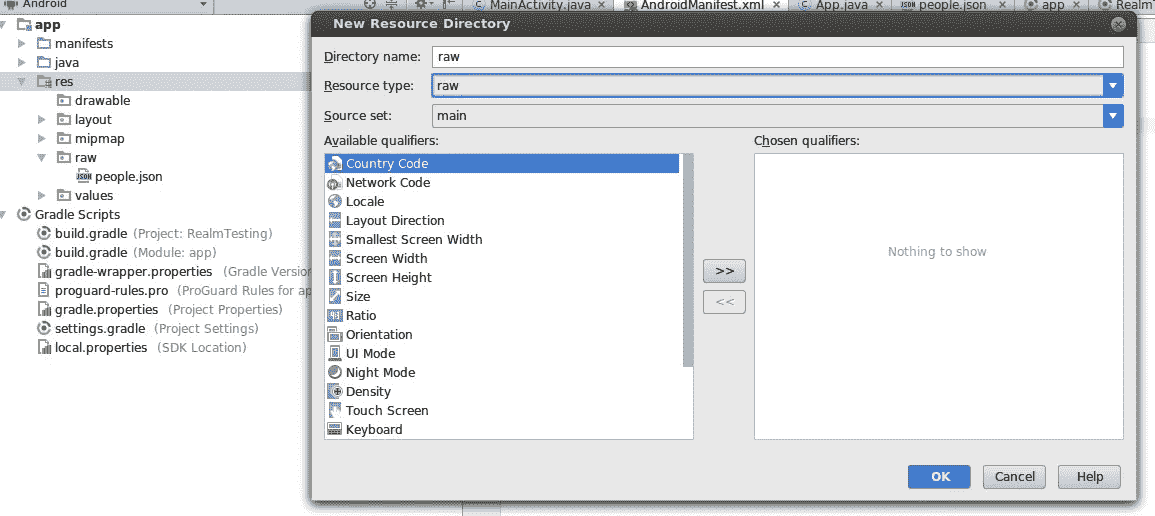 Android
MainActivity.java
AndroidManifest.xml
App.java
people.json
app
RealmT
New Resource Directory
app
manifests
java
res
drawable
layout
mipmap
raw
people.json
values
Gradle Scripts
build.gradle (Project: RealmTesting)
build.gradle (Module: app)
gradle-wrapper.properties (Gradle Version
proguard-rules.pro (ProGuard Rules for ap
gradle.properties (Project Properties)
settings.gradle (Project Settings)
local.properties (SDK Location)
Directory name: raw
Resource type: raw
Source set: main
Available qualifiers:
Chosen qualifiers:
Country Code
Network Code
Locale
Layout Direction
Smallest Screen Width
Screen Width
Screen Height
Size
Ratio
Orientation
UI Mode
Night Mode
Density
Touch Screen
Keyboard
>>
<<
Nothing to show
OK
Cancel
Help